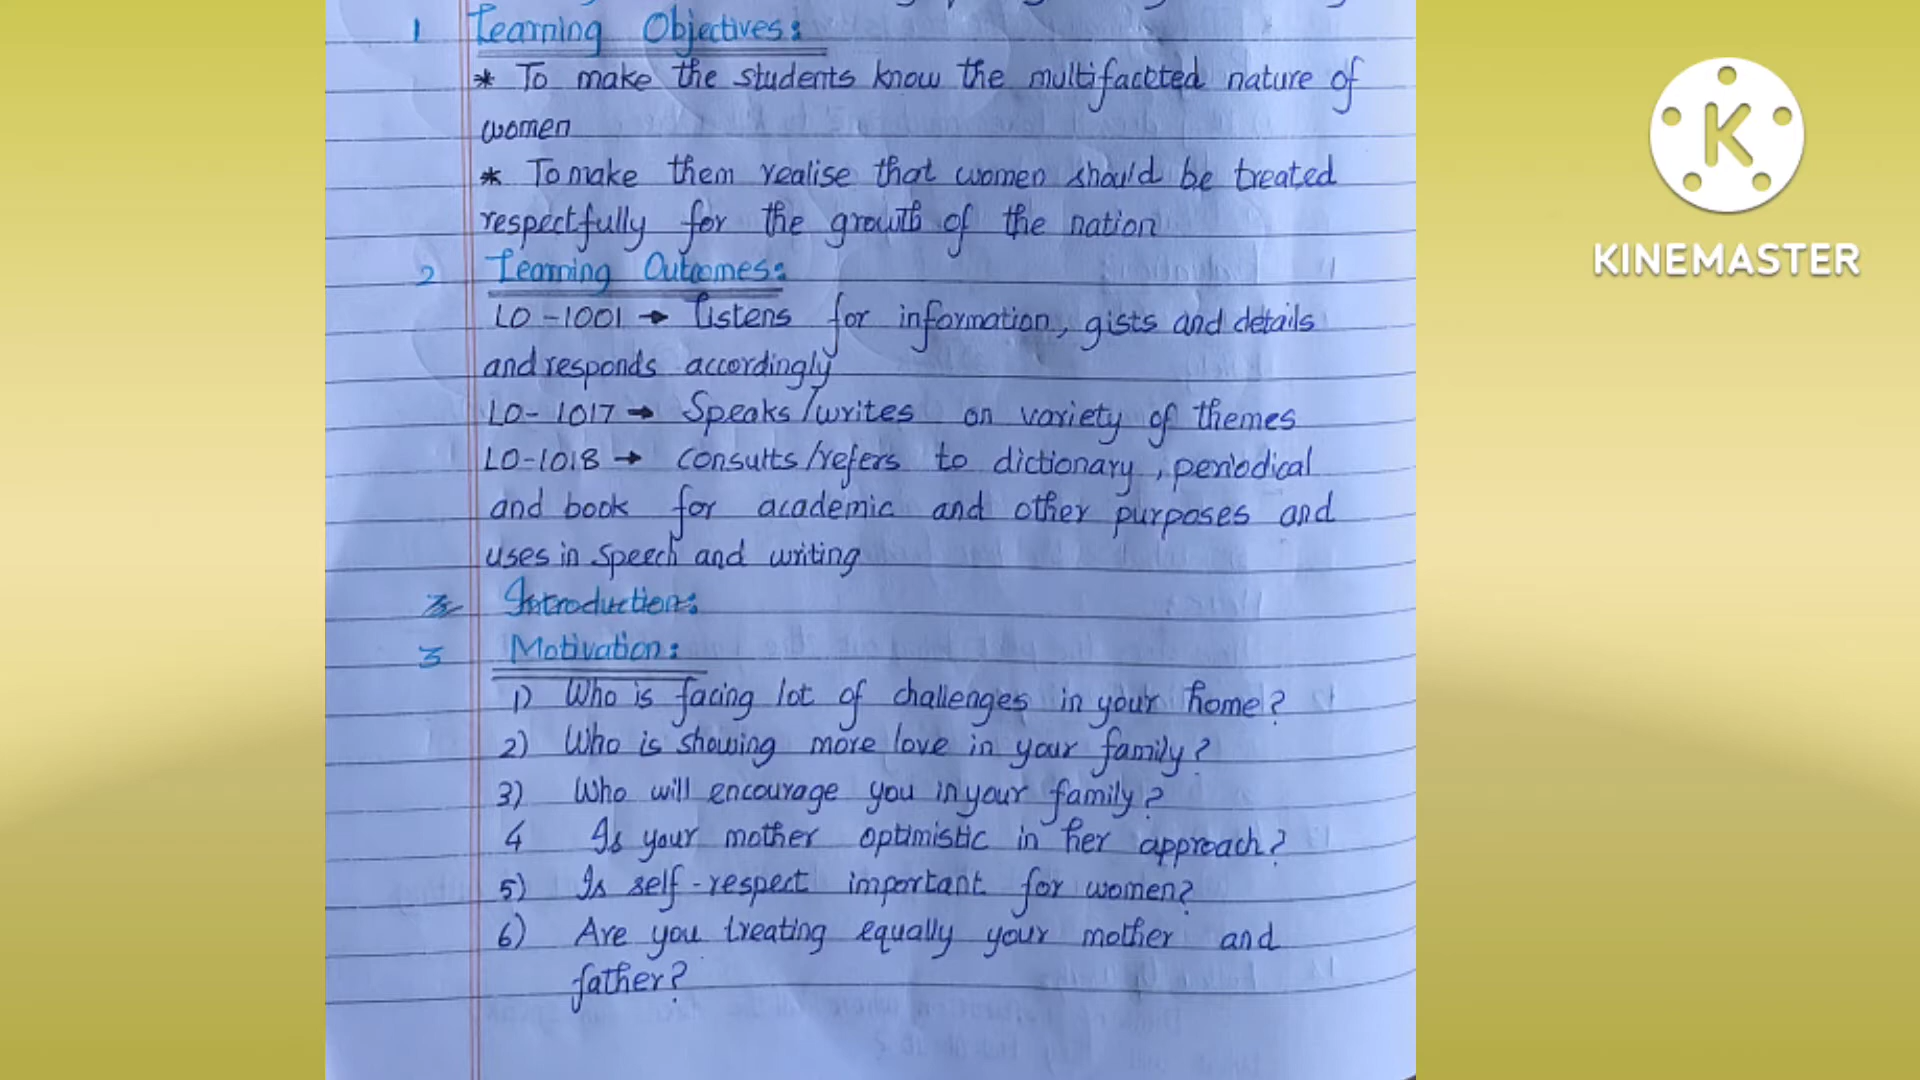 1 Learning Objectives:
* To make the students know the multifaceted nature of
women
* To make them realise that women should be treated
respectfully for the growth of the nation
2 Learning Outcomes:
LO-1001 → Listens for information, gists and details
and responds accordingly
LO-1017 → Speaks/writes on variety of themes
LO-1018 → consults/refers to dictionary, periodical
and book for academic and other purposes and
uses in speech and writing
Introduction:
3 Motivation:
1) Who is facing lot of challenges in your home?
2) Who is showing more love in your family?
3) Who will encourage you in your family?
4 Is your mother optimistic in her approach?
5) Is self-respect important for women?
6) Are you treating equally your mother and
father?
K
KINEMASTER